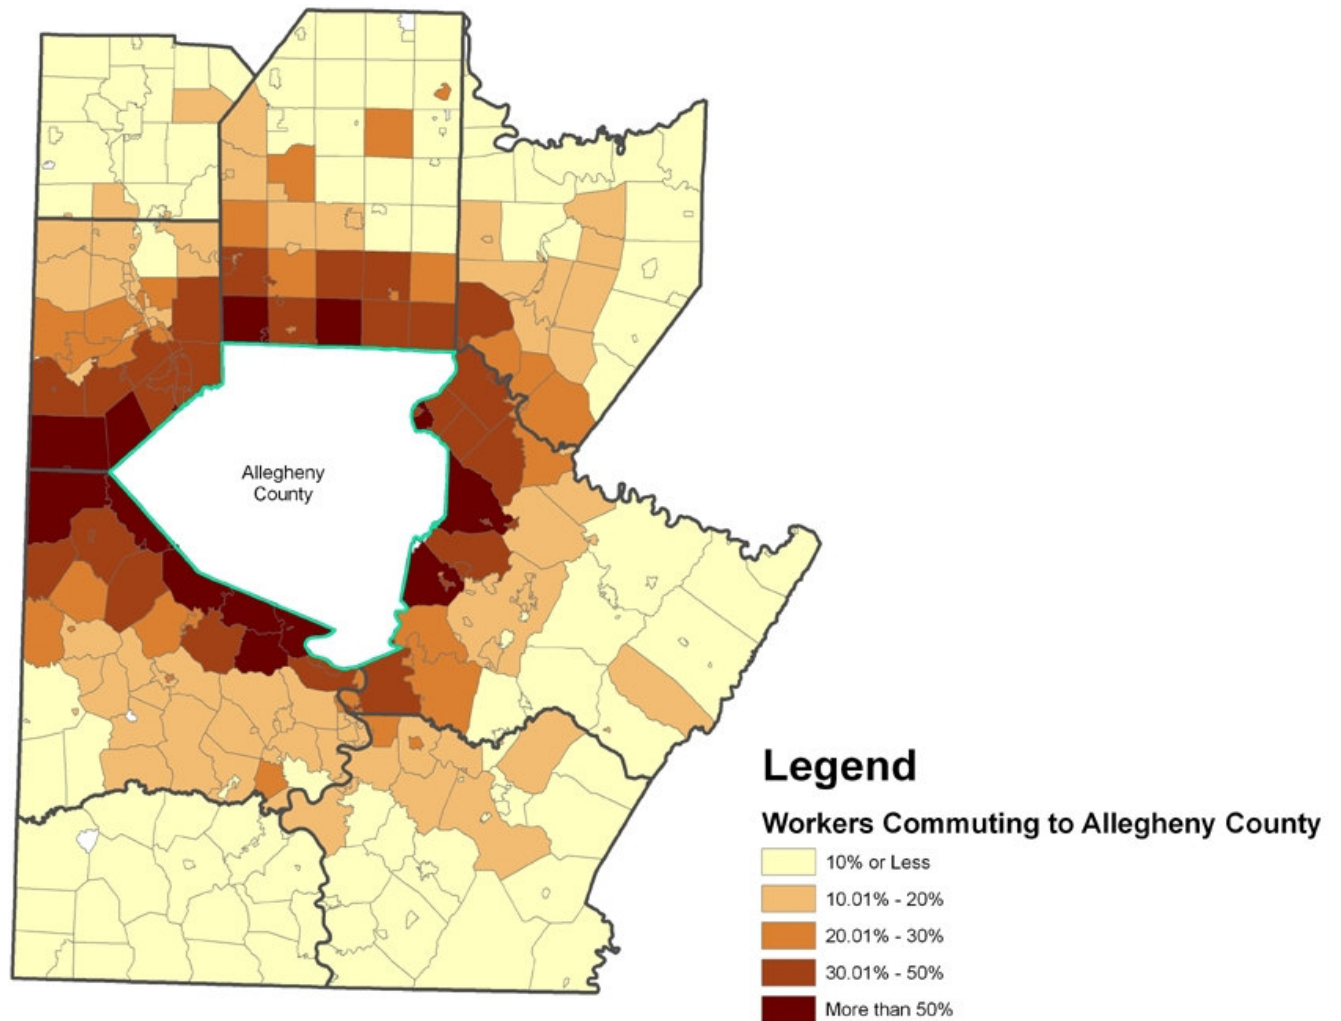 Allegheny
County
Legend
Workers Commuting to Allegheny County
10% or Less
10.01% - 20%
20.01% - 30%
30.01% - 50%
More than 50%